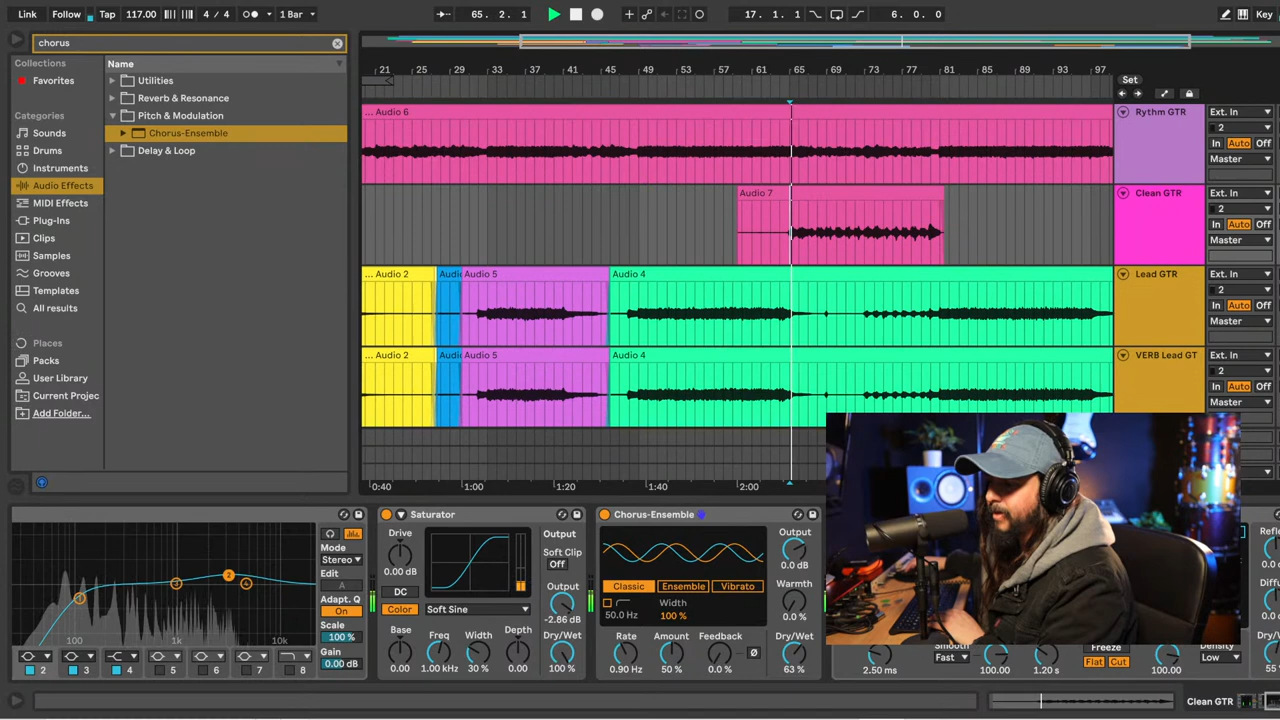 Link Follow Tap 117.00 4 / 4 1 Bar 65. 2. 1 17. 1. 1 6. 0. 0 Key
chorus
Collections
Favorites
Categories
Sounds
Drums
Instruments
Audio Effects
MIDI Effects
Plug-Ins
Clips
Samples
Grooves
Templates
All results
Places
Packs
User Library
Current Projec
Add Folder...
Name
Utilities
Reverb & Resonance
Pitch & Modulation
Chorus-Ensemble
Delay & Loop
21 25 29 33 37 41 45 49 53 57 61 65 69 73 77 81 85 89 93 97
Set
... Audio 6
Rythm GTR
Ext. In
2
In Auto Off
Master
Audio 7
Clean GTR
Ext. In
2
In Auto Off
Master
... Audio 2 Audi Audio 5 Audio 4
Lead GTR
Ext. In
2
In Auto Off
Master
... Audio 2 Audi Audio 5 Audio 4
VERB Lead GT
Ext. In
2
In Auto Off
Master
0:40 1:00 1:20 1:40 2:00
100 1k 10k
Mode
Stereo
Edit
A
Adapt. Q
On
Scale
100 %
Gain
0.00 dB
2 3 4 5 6 7 8
Saturator
Drive
0.00 dB
DC
Color
Soft Sine
Output
Soft Clip
Off
Output
-2.86 dB
Base Freq Width Depth Dry/Wet
0.00 1.00 kHz 30 % 0.00 100 %
Chorus-Ensemble
Classic Ensemble Vibrato
50.0 Hz
Width
100 %
Output
0.0 dB
Warmth
0.0 %
Rate Amount Feedback Dry/Wet
0.90 Hz 50 % 0.0 % Ø 63 %
2.50 ms
Smooth
Fast
100.00
1.20 s
Freeze
Flat Cut
100.00
Density
Low
Refle
Diffu
55 %
Clean GTR